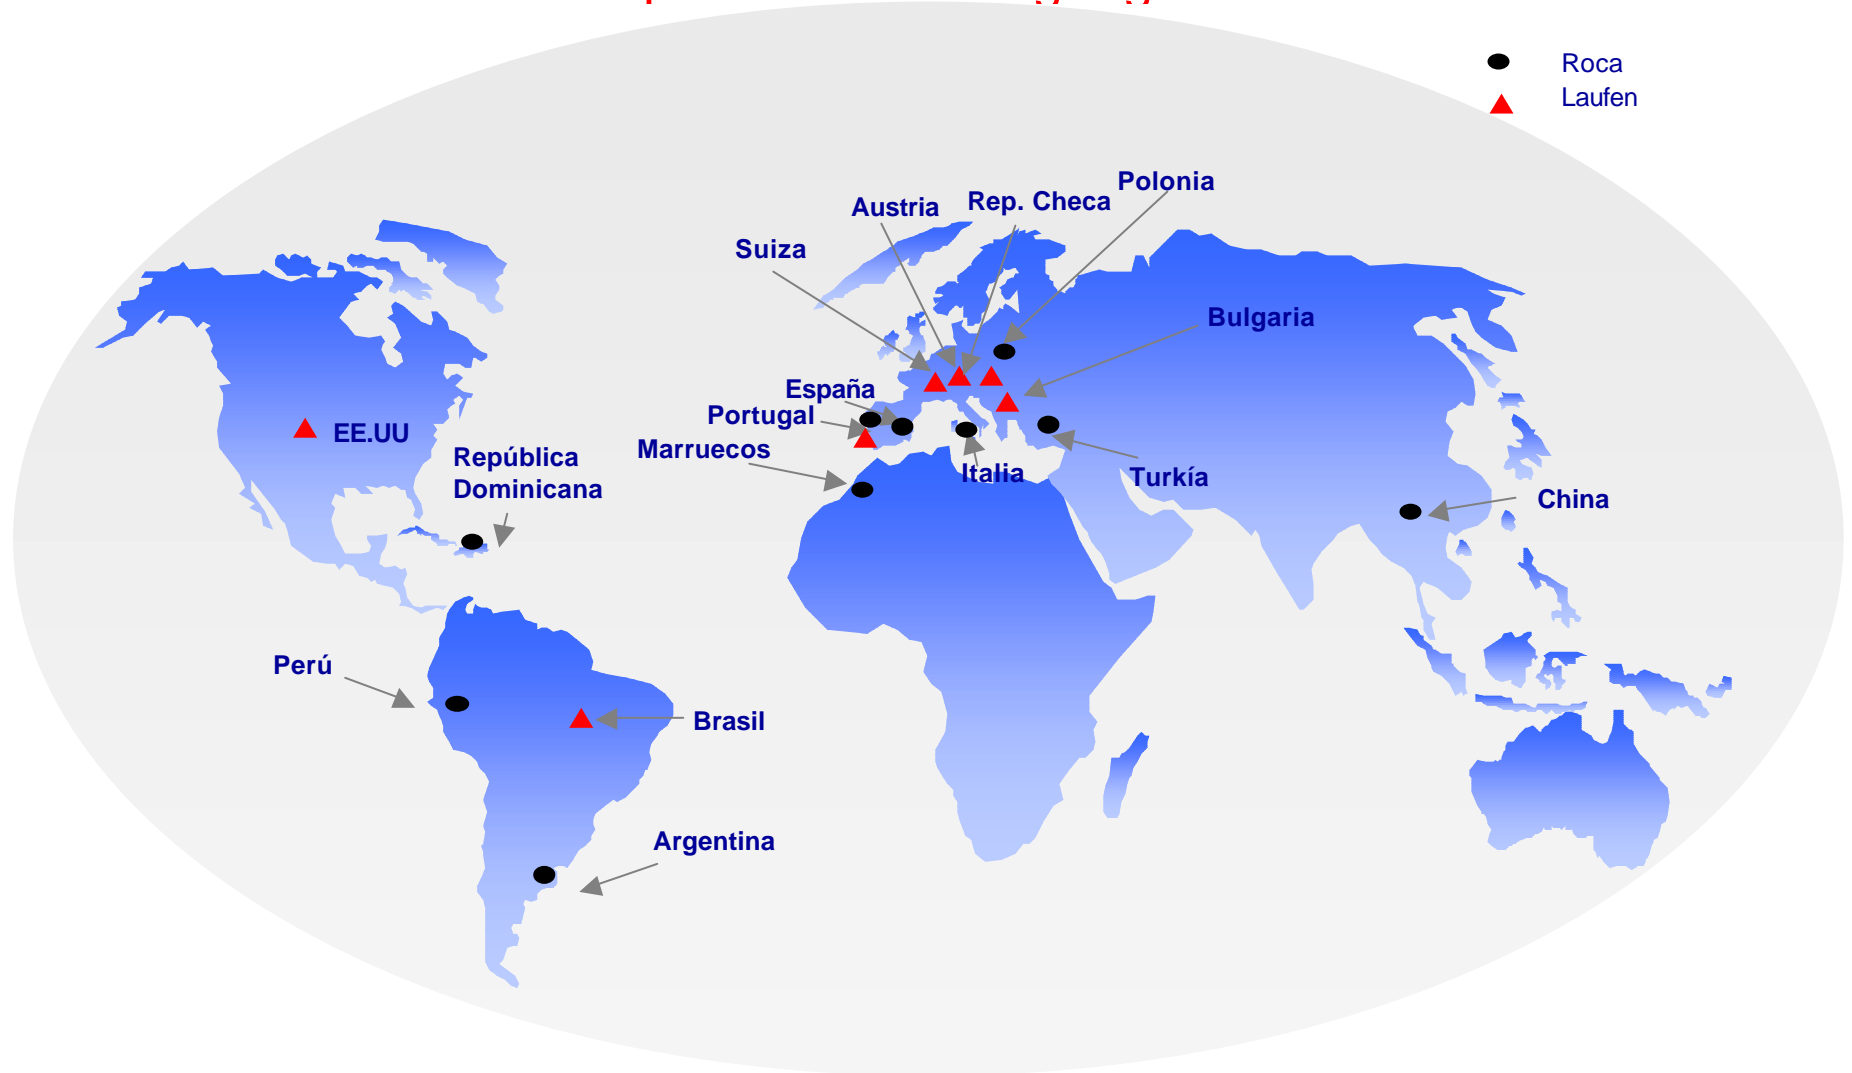 Roca
Laufen
Polonia
Rep. Checa
Austria
Suiza
Bulgaria
España
Portugal
Marruecos
EE.UU
República
Dominicana
Italia
Turkía
China
Perú
Brasil
Argentina